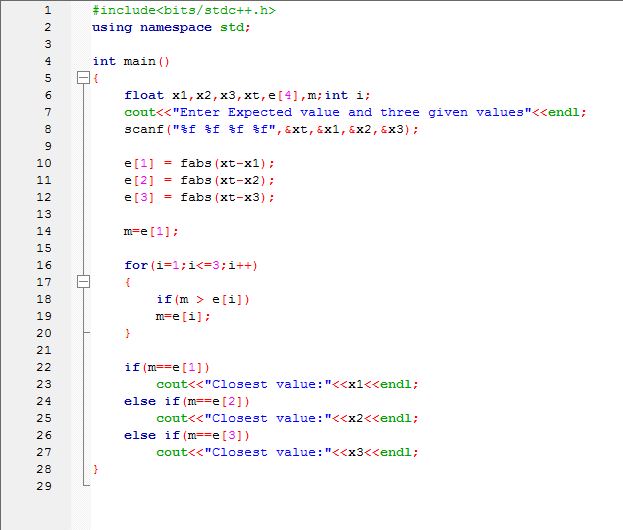 1 #include<bits/stdc++.h>
2 using namespace std;
3
4 int main()
5 {
6 float x1,x2,x3,xt,e[4],m;int i;
7 cout<<"Enter Expected value and three given values"<<endl;
8 scanf("%f %f %f %f",&xt,&x1,&x2,&x3);
9
10 e[1] = fabs(xt-x1);
11 e[2] = fabs(xt-x2);
12 e[3] = fabs(xt-x3);
13
14 m=e[1];
15
16 for(i=1;i<=3;i++)
17 {
18 if(m > e[i])
19 m=e[i];
20 }
21
22 if(m==e[1])
23 cout<<"Closest value:"<<x1<<endl;
24 else if(m==e[2])
25 cout<<"Closest value:"<<x2<<endl;
26 else if(m==e[3])
27 cout<<"Closest value:"<<x3<<endl;
28 }
29